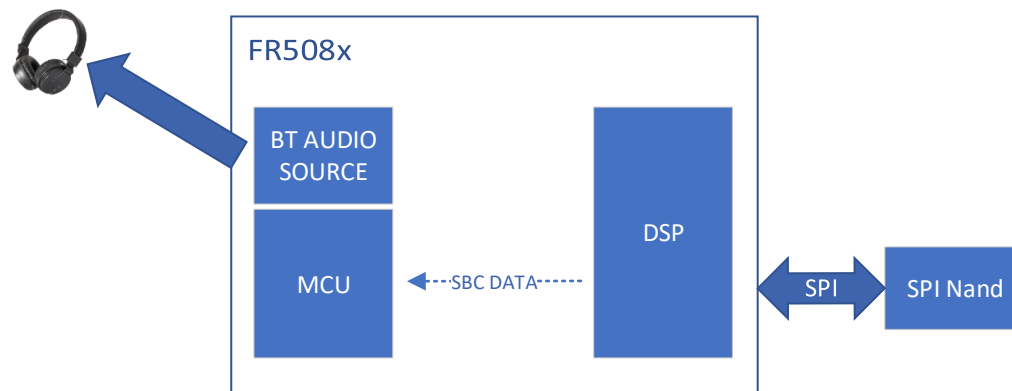 FR508x
BT AUDIO
SOURCE
MCU
SBC DATA
DSP
SPI
SPI Nand